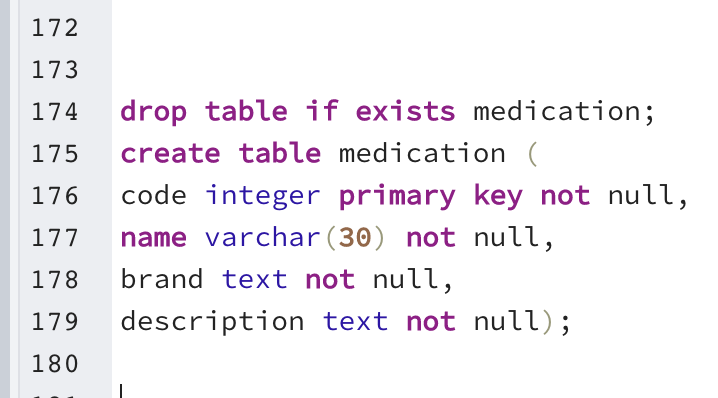 172
173
174 drop table if exists medication;
175 create table medication (
176 code integer primary key not null,
177 name varchar(30) not null,
178 brand text not null,
179 description text not null);
180